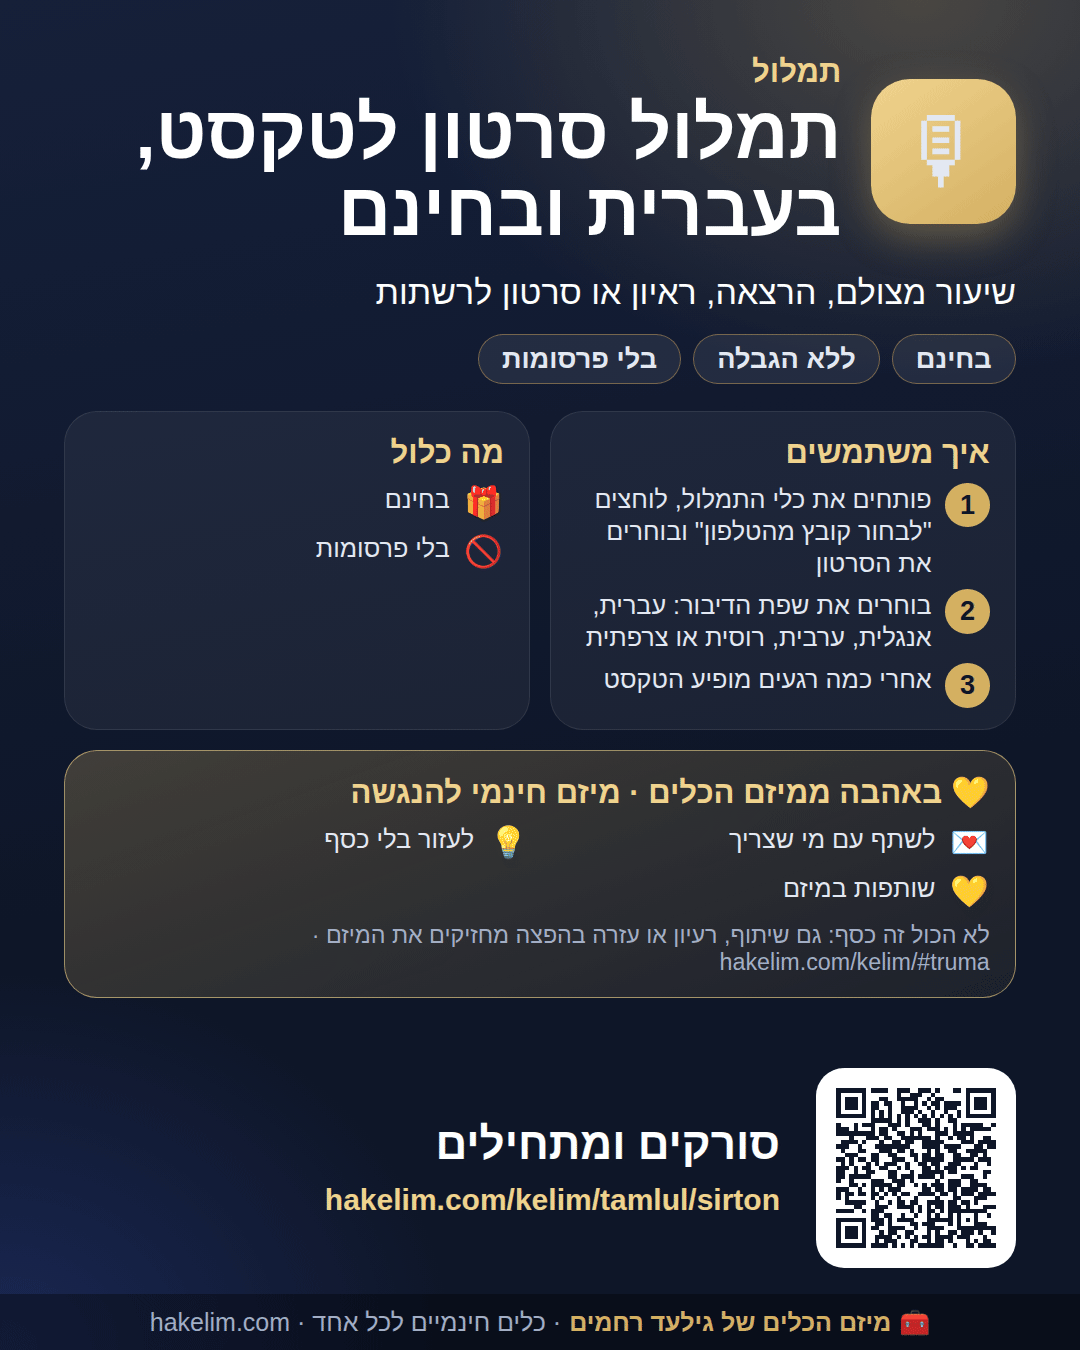 תמלול
תמלול סרטון לטקסט,
בעברית ובחינם
שיעור מצולם, הרצאה, ראיון או סרטון לרשתות
בחינם
ללא הגבלה
בלי פרסומות
איך משתמשים
1
פותחים את כלי התמלול, לוחצים
"לבחור קובץ מהטלפון" ובוחרים
את הסרטון
2
בוחרים את שפת הדיבור: עברית,
אנגלית, ערבית, רוסית או צרפתית
3
אחרי כמה רגעים מופיע הטקסט
מה כלול
🎁 בחינם
🚫 בלי פרסומות
💛 באהבה ממיזם הכלים · מיזם חינמי להנגשה
💌 לשתף עם מי שצריך
💡 לעזור בלי כסף
💛 שותפות במיזם
לא הכול זה כסף: גם שיתוף, רעיון או עזרה בהפצה מחזיקים את המיזם ·
hakelim.com/kelim/#truma
סורקים ומתחילים
hakelim.com/kelim/tamlul/sirton
🧰 מיזם הכלים של גילעד רחמים · כלים חינמיים לכל אחד · hakelim.com